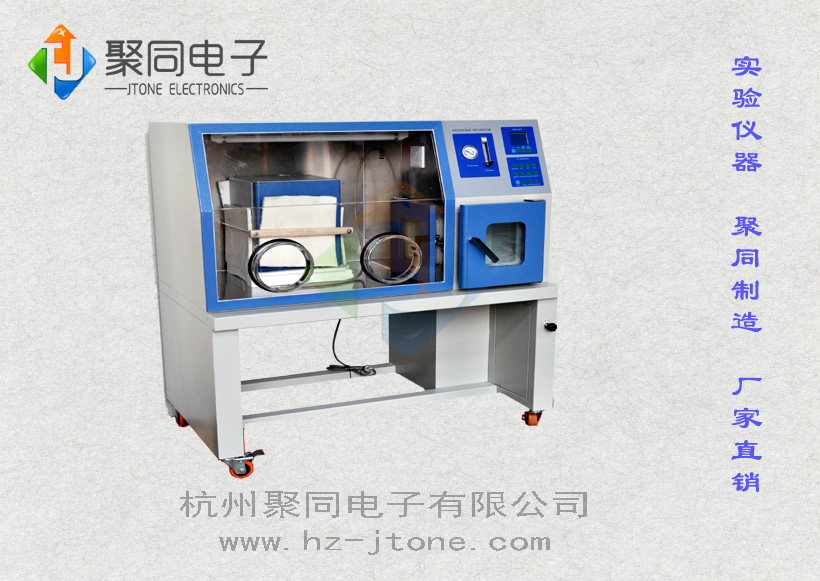 聚同电子
JTONE ELECTRONICS
实验仪器 聚同制造 厂家直销
杭州聚同电子有限公司
www.hz-jtone.com